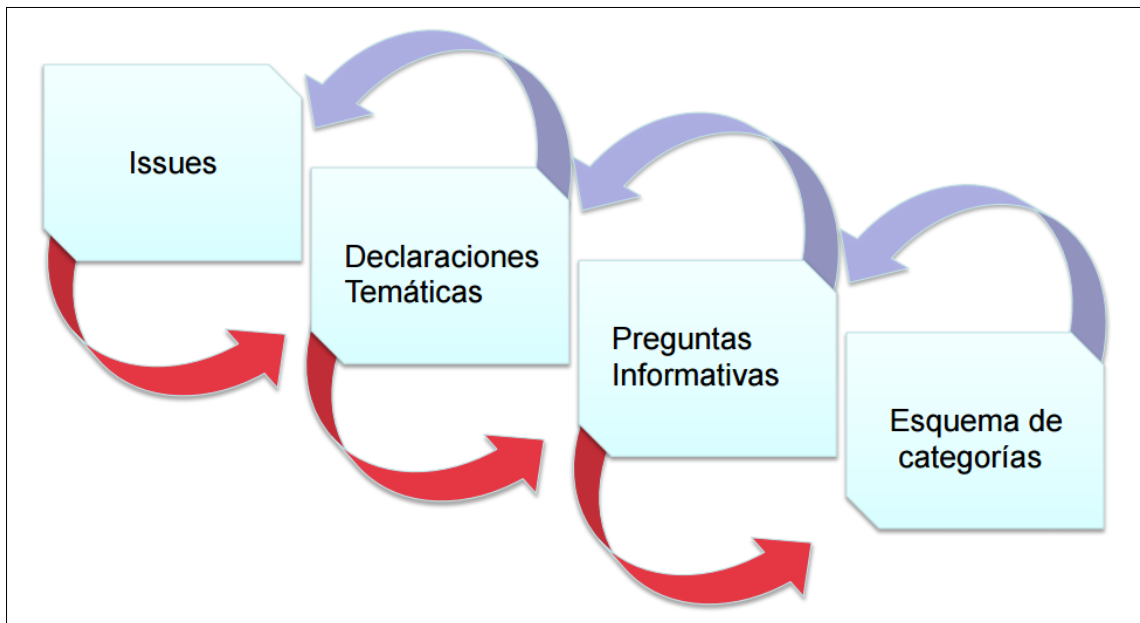 Issues
Declaraciones
Temáticas
Preguntas
Informativas
Esquema de
categorías